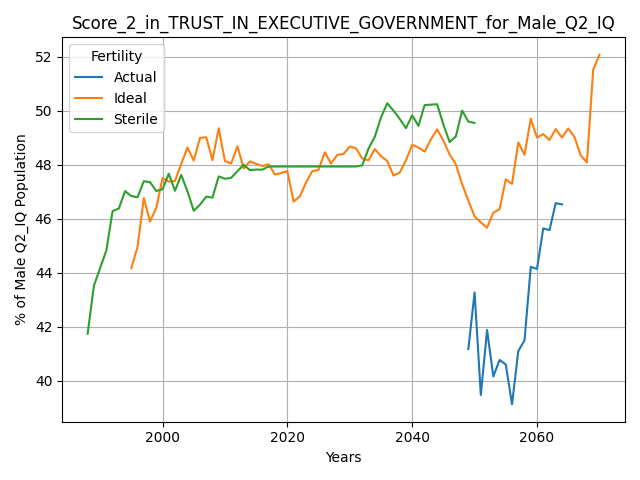 Score_2_in_TRUST_IN_EXECUTIVE_GOVERNMENT_for_Male_Q2_IQ
Fertility
Actual
Ideal
Sterile
% of Male Q2_IQ Population
52
50
48
46
44
42
40
2000
2020
2040
2060
Years